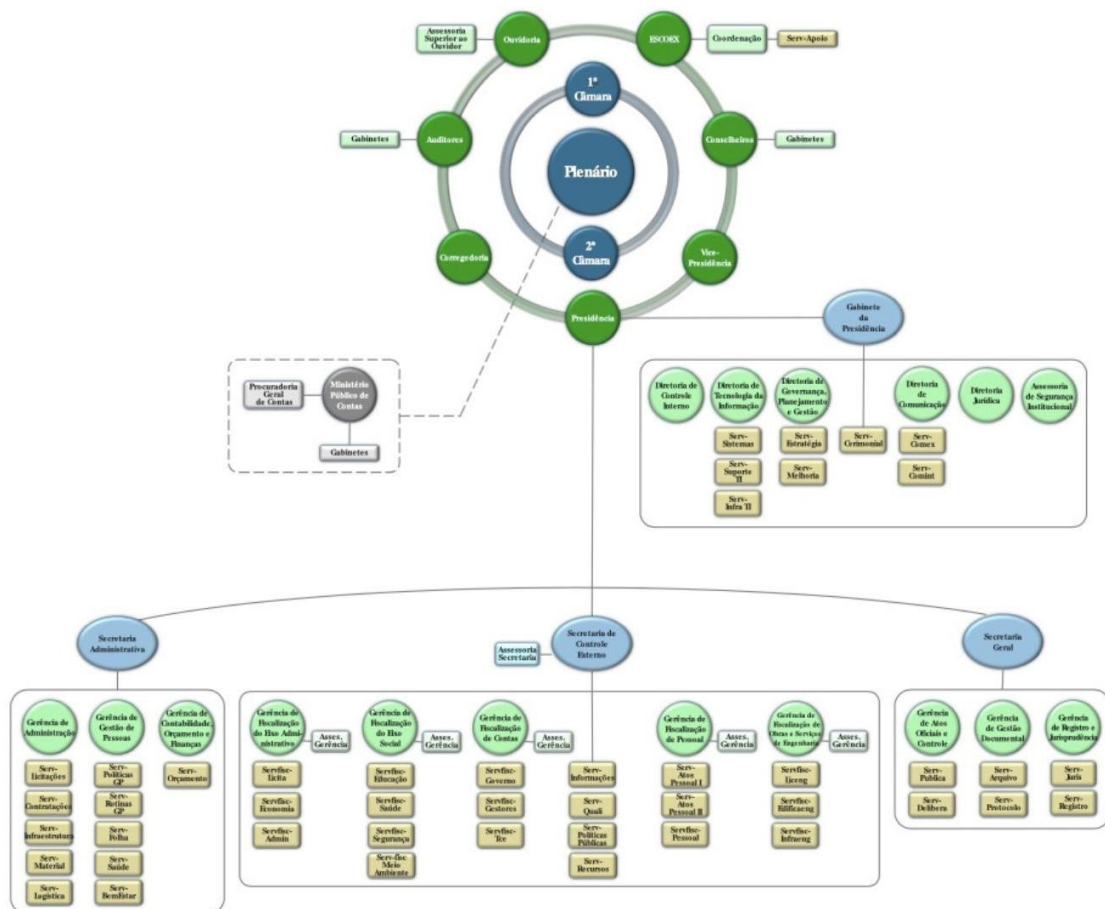 Assessoria
Superior ao
Ouvidor
Ouvidoria
ESCOEX
Coordenação
Serv-Apoio
1ª
Câmara
Gabinetes
Auditores
Conselheiros
Gabinetes
Plenário
2ª
Câmara
Corregedoria
Vice-
Presidência
Presidência
Gabinete
da
Presidência
Procuradoria
Geral
de Contas
Ministério
Público de
Contas
Gabinetes
Diretoria de
Controle
Interno
Diretoria de
Tecnologia da
Informação
Diretoria de
Governança,
Planejamento
e Gestão
Diretoria
de
Comunicação
Diretoria
Jurídica
Assessoria
de Segurança
Institucional
Serv-
Sistemas
Serv-
Estratégia
Serv-
Cerimonial
Serv-
Comex
Serv-
Suporte
TI
Serv-
Melhoria
Serv-
Comint
Serv-
Infra TI
Secretaria
Administrativa
Assessoria
Secretaria
Secretaria de
Controle
Externo
Secretaria
Geral
Gerência de
Administração
Gerência de
Gestão de
Pessoas
Gerência de
Contabilidade,
Orçamento e
Finanças
Serv-
Licitações
Serv-
Políticas
GP
Serv-
Orçamento
Serv-
Contratações
Serv-
Rotinas
GP
Serv-
Infraestrutura
Serv-
Folha
Serv-
Material
Serv-
Saúde
Serv-
Logística
Serv-
BemEstar
Gerência de
Fiscalização
do Eixo Admi-
nistrativo
Asses.
Gerência
Gerência de
Fiscalização
do Eixo
Social
Asses.
Gerência
Gerência de
Fiscalização
de Contas
Asses.
Gerência
Gerência de
Fiscalização
de Pessoal
Asses.
Gerência
Gerência de
Fiscalização de
Obras e Serviços
de Engenharia
Asses.
Gerência
Servfisc-
Licita
Servfisc-
Educação
Servfisc-
Governo
Serv-
Informações
Serv-
Atos
Pessoal I
Servfisc-
Liceng
Servfisc-
Economia
Servfisc-
Saúde
Servfisc-
Gestores
Serv-
Quali
Serv-
Atos
Pessoal II
Servfisc-
Edificaeng
Servfisc-
Admin
Servfisc-
Segurança
Servfisc-
Tce
Serv-
Políticas
Públicas
Servfisc-
Pessoal
Servfisc-
Infraeng
Serv-fisc
Meio
Ambiente
Serv-
Recursos
Gerência
de Atos
Oficiais e
Controle
Gerência
de Gestão
Documental
Gerência
de Registro e
Jurisprudência
Serv-
Publica
Serv-
Arquivo
Serv-
Juris
Serv-
Delibera
Serv-
Protocolo
Serv-
Registro